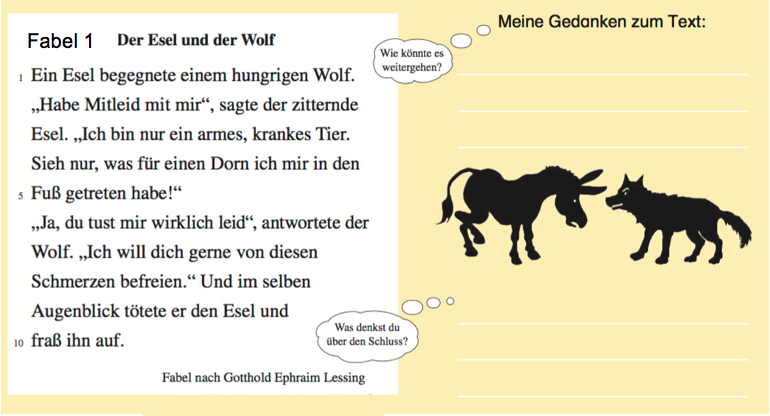 Fabel 1 Der Esel und der Wolf
1 Ein Esel begegnete einem hungrigen Wolf.
„Habe Mitleid mit mir“, sagte der zitternde
Esel. „Ich bin nur ein armes, krankes Tier.
Sieh nur, was für einen Dorn ich mir in den
5 Fuß getreten habe!“
„Ja, du tust mir wirklich leid“, antwortete der
Wolf. „Ich will dich gerne von diesen
Schmerzen befreien.“ Und im selben
Augenblick tötete er den Esel und
10 fraß ihn auf.
Fabel nach Gotthold Ephraim Lessing
Meine Gedanken zum Text:
Wie könnte es
weitergehen?
Was denkst du
über den Schluss?